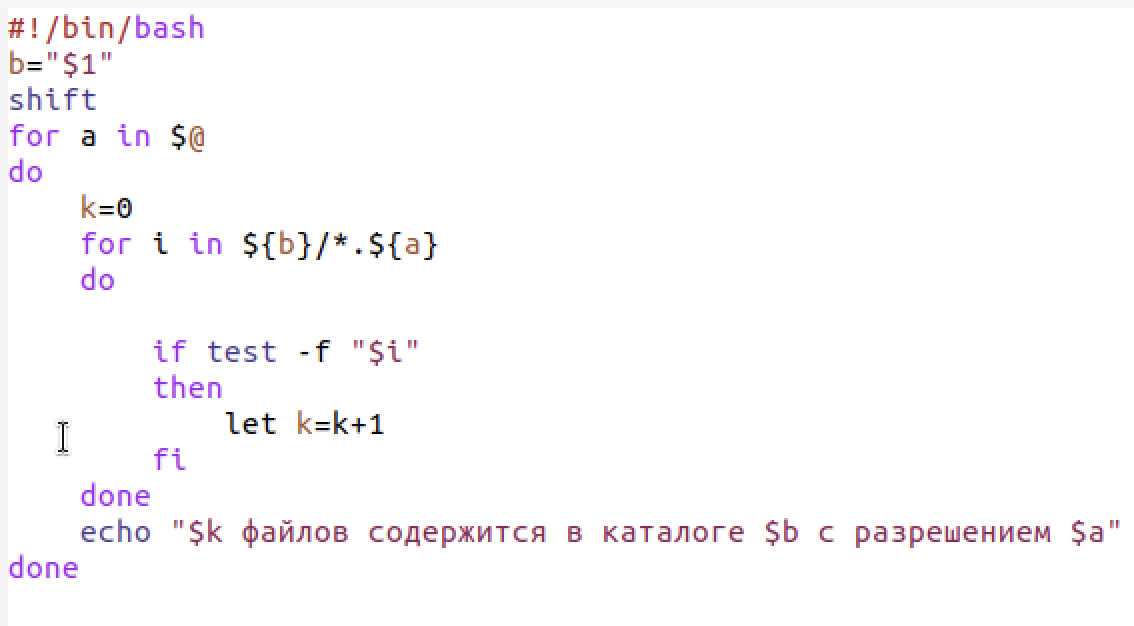 #!/bin/bash
b="$1"
shift
for a in $@
do
    k=0
    for i in ${b}/*.${a}
    do
        if test -f "$i"
        then
            let k=k+1
        fi
    done
    echo "$k файлов содержится в каталоге $b с разрешением $a"
done